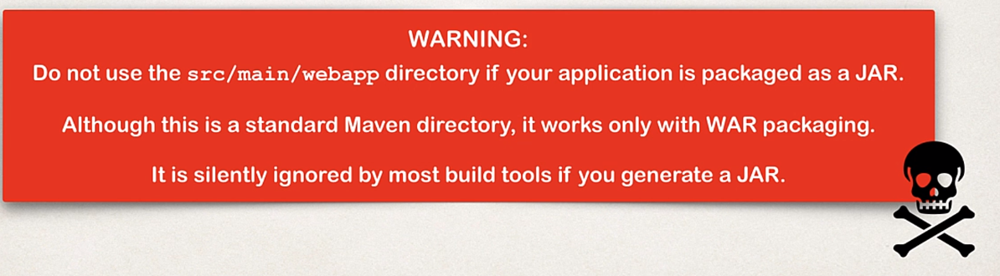 WARNING:
Do not use the src/main/webapp directory if your application is packaged as a JAR.
Although this is a standard Maven directory, it works only with WAR packaging.
It is silently ignored by most build tools if you generate a JAR.